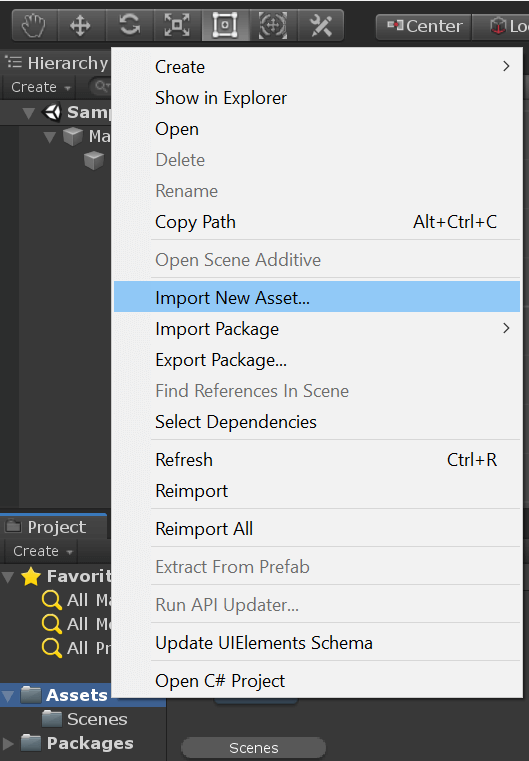 Center
Lo
Hierarchy
Create
Samp
Ma
Create
Show in Explorer
Open
Delete
Rename
Copy Path Alt+Ctrl+C
Open Scene Additive
Import New Asset...
Import Package
Export Package...
Find References In Scene
Select Dependencies
Refresh Ctrl+R
Reimport
Reimport All
Extract From Prefab
Run API Updater...
Update UIElements Schema
Open C# Project
Project
Create
Favorit
All Ma
All Mo
All Pr
Assets
Scenes
Packages
Scenes